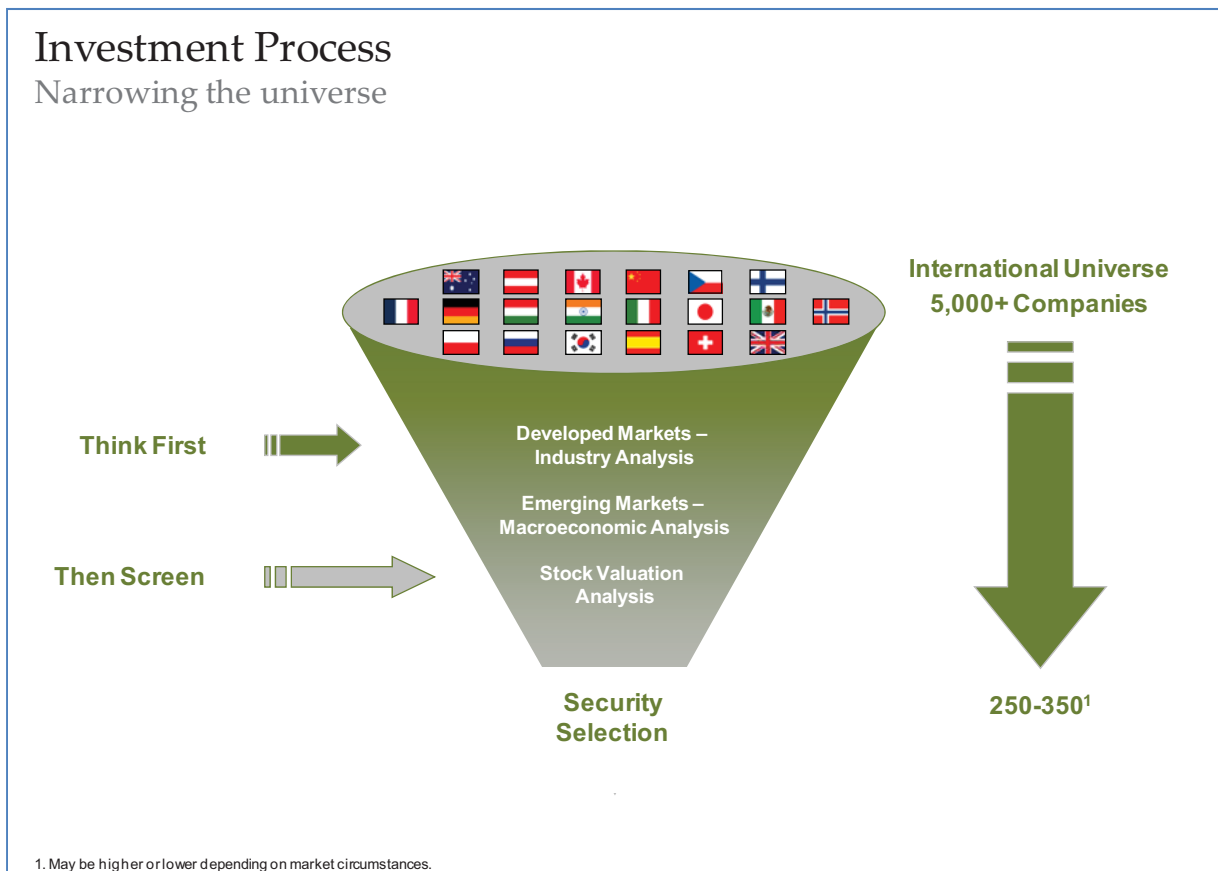 Investment Process
Narrowing the universe
International Universe
5,000+ Companies
Think First
Developed Markets –
Industry Analysis
Emerging Markets –
Macroeconomic Analysis
Then Screen
Stock Valuation
Analysis
Security
Selection
250-350¹
1. May be higher or lower depending on market circumstances.